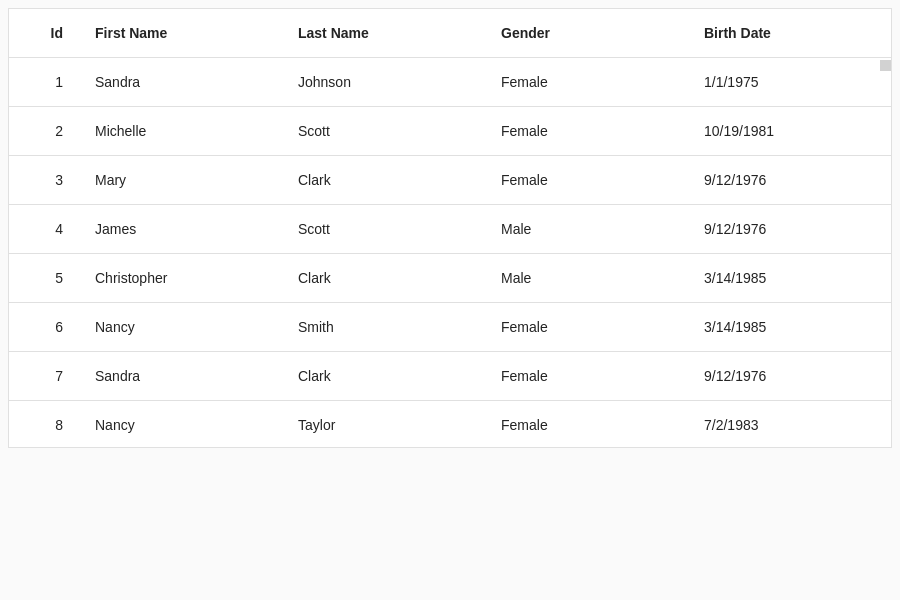 Id First Name Last Name Gender Birth Date
1 Sandra Johnson Female 1/1/1975
2 Michelle Scott Female 10/19/1981
3 Mary Clark Female 9/12/1976
4 James Scott Male 9/12/1976
5 Christopher Clark Male 3/14/1985
6 Nancy Smith Female 3/14/1985
7 Sandra Clark Female 9/12/1976
8 Nancy Taylor Female 7/2/1983